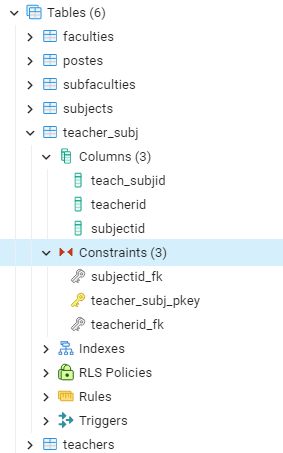 Tables (6)
faculties
postes
subfaculties
subjects
teacher_subj
Columns (3)
teach_subjid
teacherid
subjectid
Constraints (3)
subjectid_fk
teacher_subj_pkey
teacherid_fk
Indexes
RLS Policies
Rules
Triggers
teachers